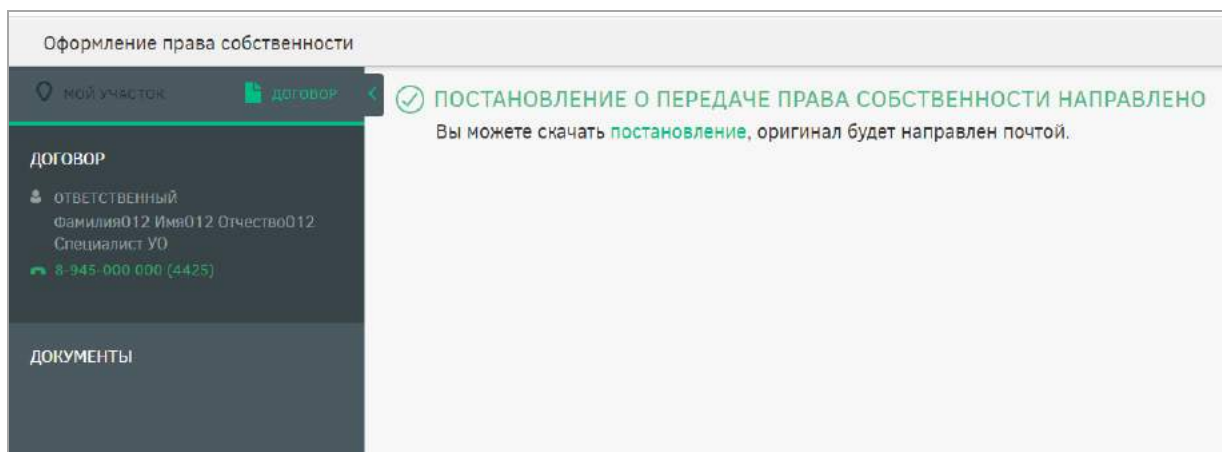 Оформление права собственности
МОЙ УЧАСТОК
ДОГОВОР
ПОСТАНОВЛЕНИЕ О ПЕРЕДАЧЕ ПРАВА СОБСТВЕННОСТИ НАПРАВЛЕНО
Вы можете скачать постановление, оригинал будет направлен почтой.
ДОГОВОР
ОТВЕТСТВЕННЫЙ
Фамилия012 Имя012 Отчество012
Специалист УО
8-945-000 000 (4425)
ДОКУМЕНТЫ